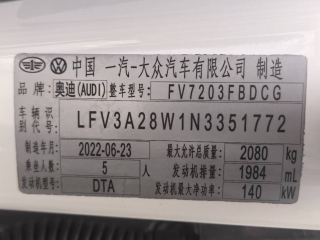 中国 一汽-大众汽车有限公司 制造
品牌 奥迪(AUDI) 整车型号: FV7203FBDCG
车辆识别代号: LFV3A28W1N3351772
制造年月: 2022-06-23 最大允许总质量: 2080 kg
乘坐人数: 5 人 发动机排量: 1984 mL
发动机型号: DTA 发动机最大净功率: 140 kW